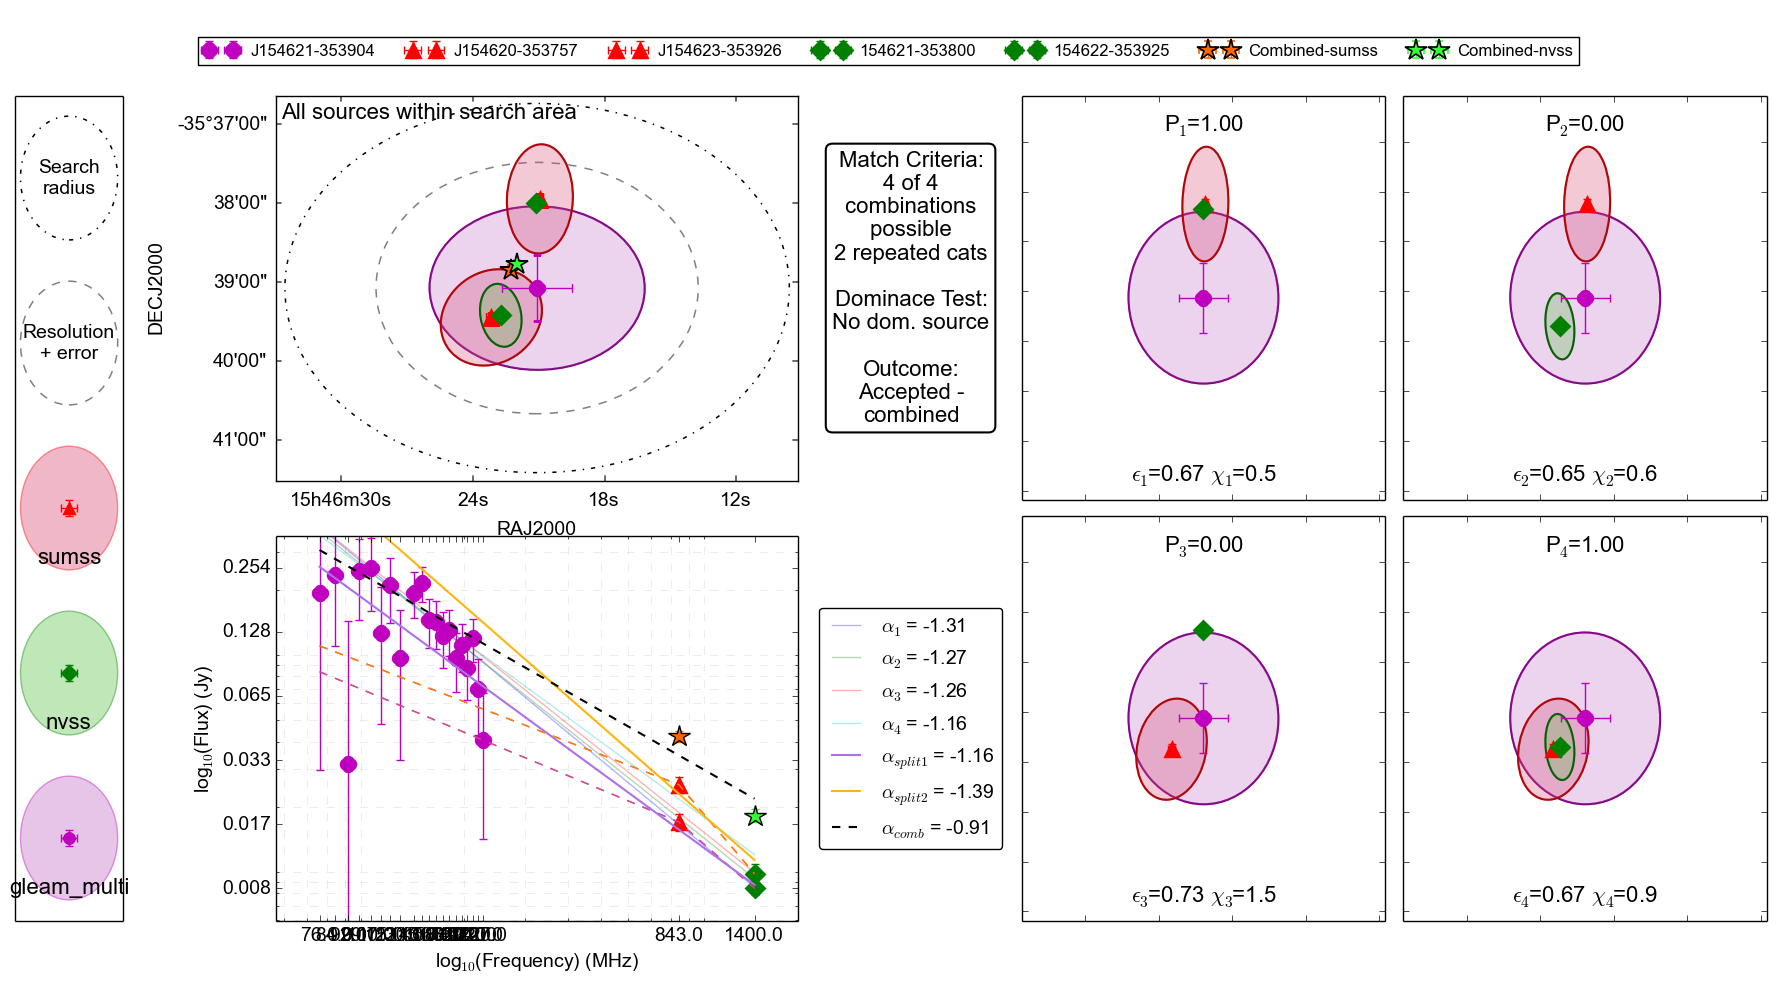 J154621-353904 J154620-353757 J154623-353926 154621-353800 154622-353925 Combined-sumss Combined-nvss
Search
radius
Resolution
+ error
sumss
nvss
gleam_multi
All sources within search area
DECJ2000
-35°37'00"
38'00"
39'00"
40'00"
41'00"
15h46m30s 24s 18s 12s
RAJ2000
Match Criteria:
4 of 4
combinations
possible
2 repeated cats
Dominace Test:
No dom. source
Outcome:
Accepted -
combined
P1=1.00
ϵ1=0.67 χ1=0.5
P2=0.00
ϵ2=0.65 χ2=0.6
log10(Flux) (Jy)
0.254
0.128
0.065
0.033
0.017
0.008
843.0 1400.0
log10(Frequency) (MHz)
α1 = -1.31
α2 = -1.27
α3 = -1.26
α4 = -1.16
αsplit1 = -1.16
αsplit2 = -1.39
αcomb = -0.91
P3=0.00
ϵ3=0.73 χ3=1.5
P4=1.00
ϵ4=0.67 χ4=0.9